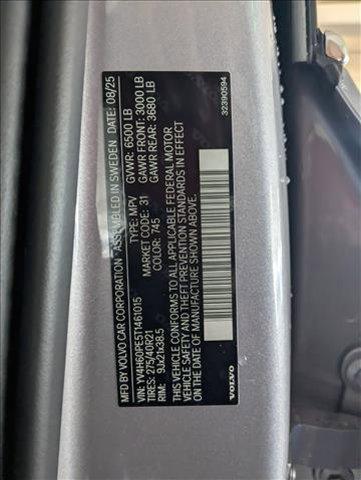 MFD BY VOLVO CAR CORPORATION ASSEMBLED IN SWEDEN DATE: 08/25
VIN: YV4H60PE5T1461015 TYPE: MPV GVWR: 6500 LB
TIRES: 275/40R21 MARKET CODE: 31 GAWR FRONT: 3000 LB
RIM: 9Jx21x38.5 COLOR: 745 GAWR REAR: 3680 LB
THIS VEHICLE CONFORMS TO ALL APPLICABLE FEDERAL MOTOR
VEHICLE SAFETY AND THEFT PREVENTION STANDARDS IN EFFECT
ON THE DATE OF MANUFACTURE SHOWN ABOVE.
VOLVO 32390594